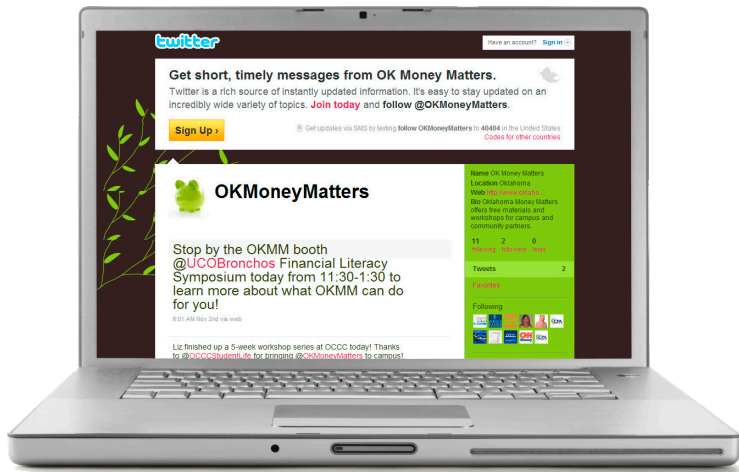 twitter
Have an account? Sign in
Get short, timely messages from OK Money Matters.
Twitter is a rich source of instantly updated information. It's easy to stay updated on an
incredibly wide variety of topics. Join today and follow @OKMoneyMatters.
Sign Up ›
Get updates via SMS by texting follow OKMoneyMatters to 40404 in the United States
Codes for other countries
OKMoneyMatters
Stop by the OKMM booth
@UCOBronchos Financial Literacy
Symposium today from 11:30-1:30 to
learn more about what OKMM can do
for you!
6:01 AM Nov 2nd via web
Liz finished up a 5-week workshop series at OCCC today! Thanks
to @OCCCStudentLife for bringing @OKMoneyMatters to campus!
Name OK Money Matters
Location Oklahoma
Web http://www.oklaho...
Bio Oklahoma Money Matters
offers free materials and
workshops for campus and
community partners.
11 2 0
following followers listed
Tweets 2
Favorites
Following